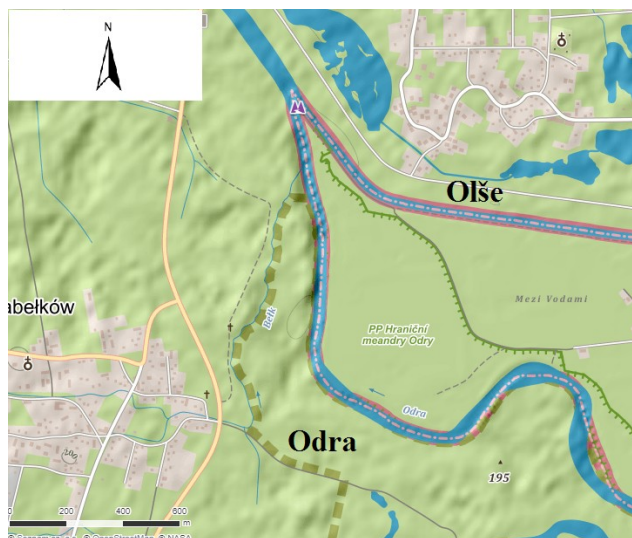 N
Olše
abełków
Bełk
Mezi Vodami
PP Hraniční
meandry Odry
Odra
Odra
195
0 200 400 600 m